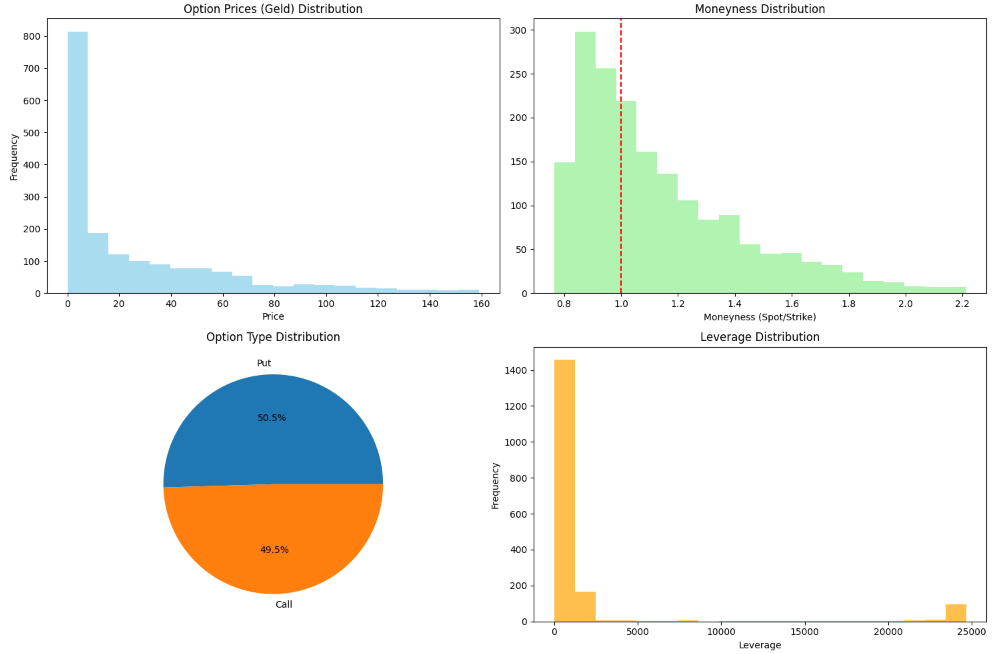 Option Prices (Geld) Distribution
Frequency
800
700
600
500
400
300
200
100
0
0 20 40 60 80 100 120 140 160
Price
Moneyness Distribution
300
250
200
150
100
50
0
0.8 1.0 1.2 1.4 1.6 1.8 2.0 2.2
Moneyness (Spot/Strike)
Option Type Distribution
Put
50.5%
49.5%
Call
Leverage Distribution
Frequency
1400
1200
1000
800
600
400
200
0
0 5000 10000 15000 20000 25000
Leverage